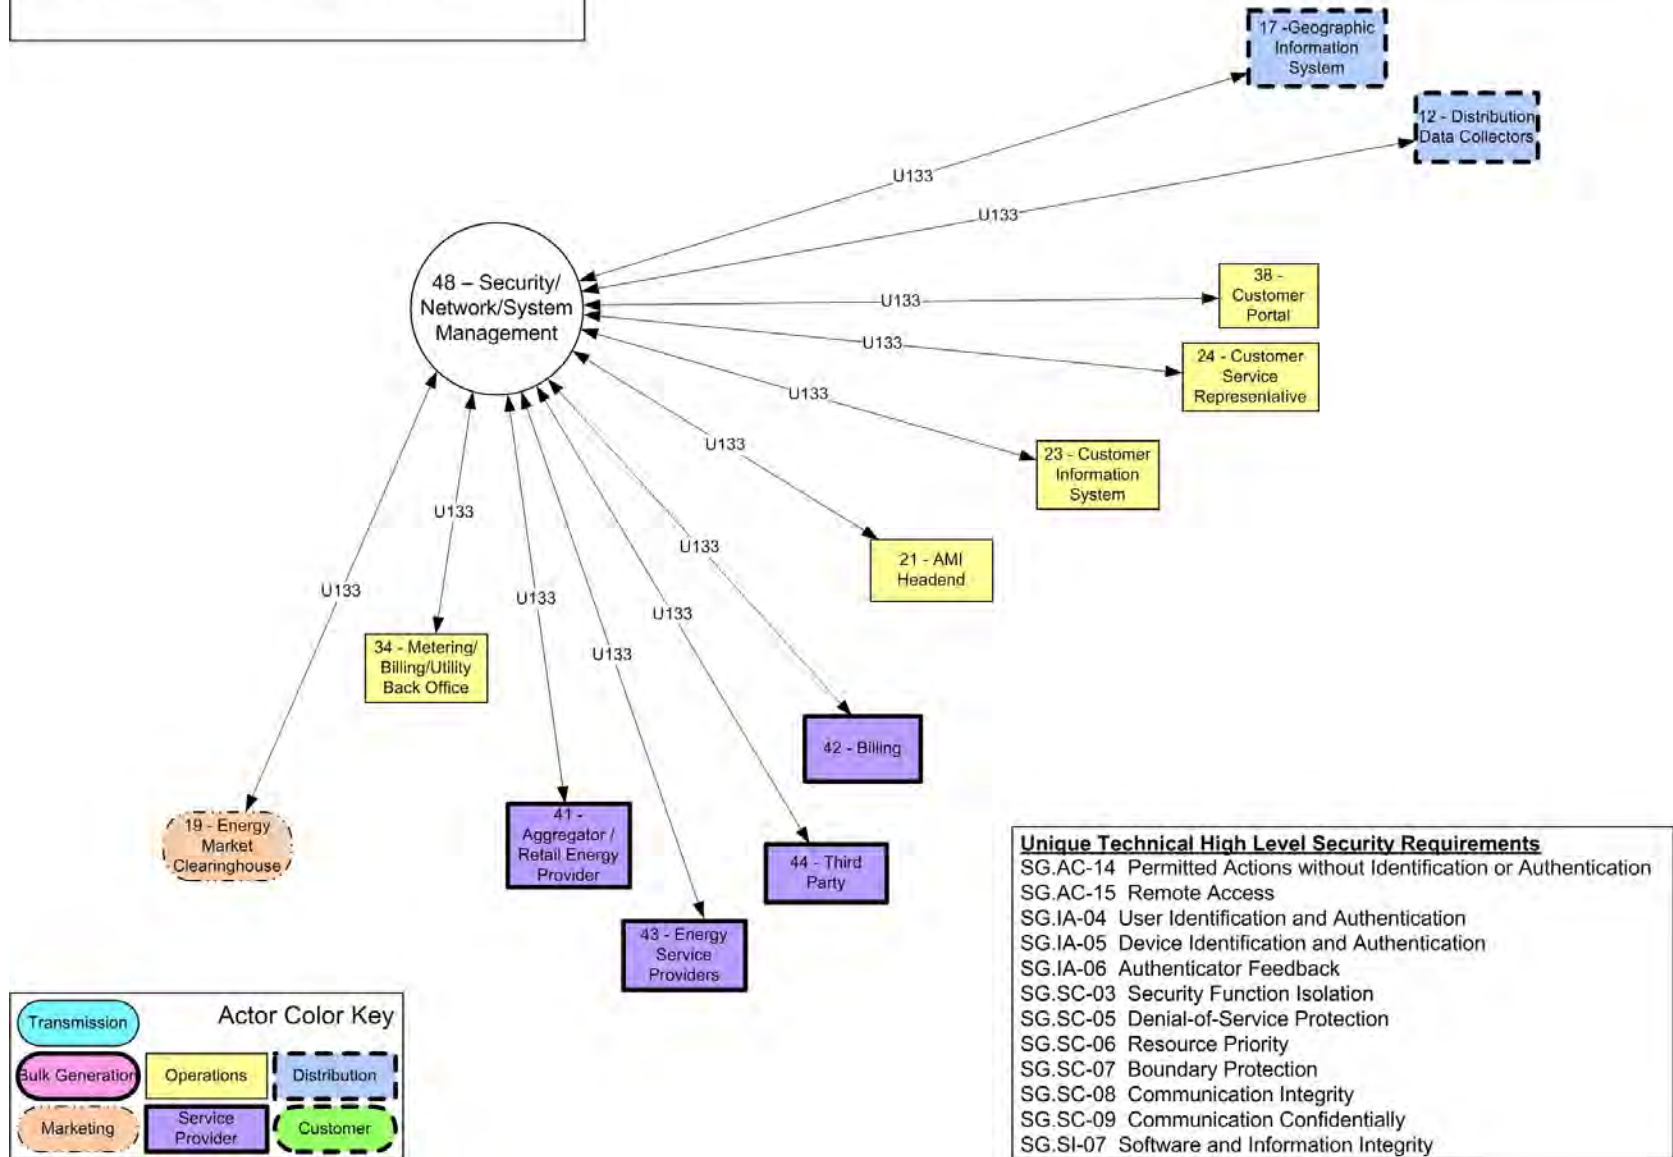 17 -Geographic
Information
System
12 - Distribution
Data Collectors
U133
U133
48 – Security/
Network/System
Management
38 -
Customer
Portal
U133
24 - Customer
Service
Representative
U133
U133
23 - Customer
Information
System
U133
U133
21 - AMI
Headend
U133
U133
U133
U133
U133
34 - Metering/
Billing/Utility
Back Office
42 - Billing
19 - Energy
Market
Clearinghouse
41 -
Aggregator /
Retail Energy
Provider
44 - Third
Party
43 - Energy
Service
Providers
Unique Technical High Level Security Requirements
SG.AC-14 Permitted Actions without Identification or Authentication
SG.AC-15 Remote Access
SG.IA-04 User Identification and Authentication
SG.IA-05 Device Identification and Authentication
SG.IA-06 Authenticator Feedback
SG.SC-03 Security Function Isolation
SG.SC-05 Denial-of-Service Protection
SG.SC-06 Resource Priority
SG.SC-07 Boundary Protection
SG.SC-08 Communication Integrity
SG.SC-09 Communication Confidentially
SG.SI-07 Software and Information Integrity
Actor Color Key
Transmission
Bulk Generation
Operations
Distribution
Marketing
Service
Provider
Customer